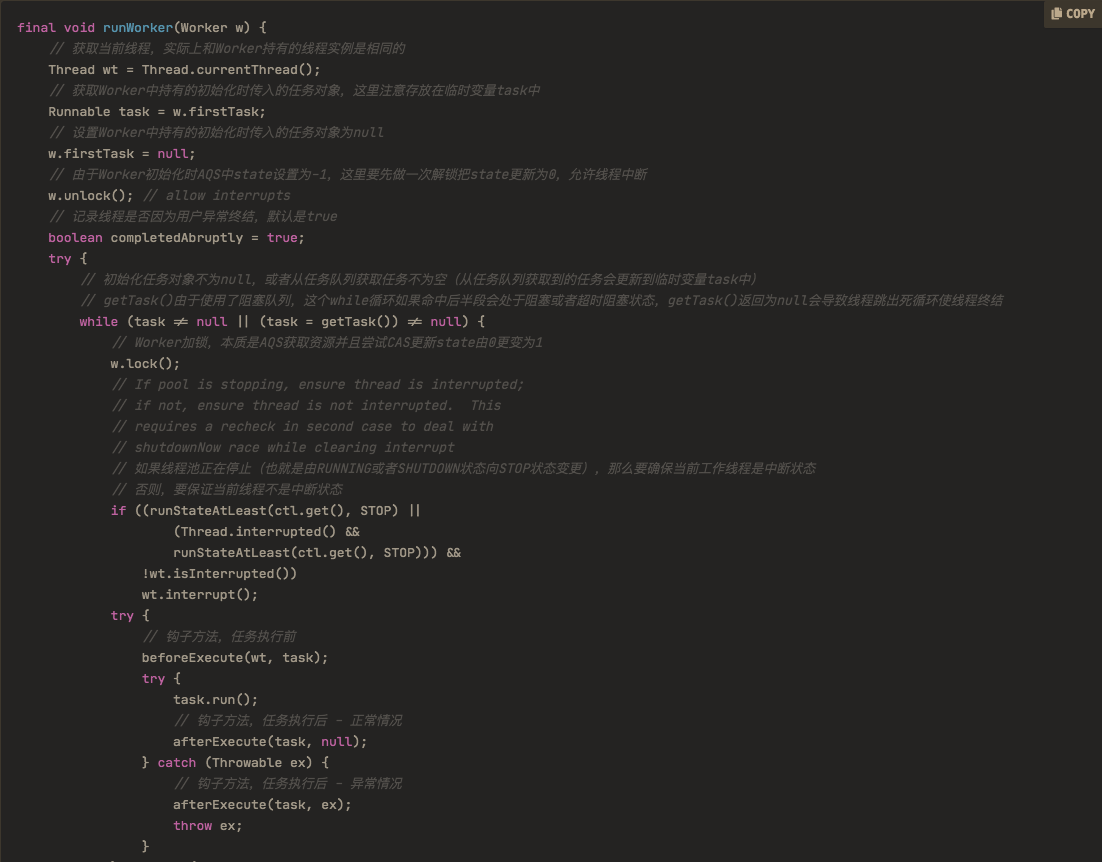 COPY
final void runWorker(Worker w) {
    // 获取当前线程，实际上和Worker持有的线程实例是相同的
    Thread wt = Thread.currentThread();
    // 获取Worker中持有的初始化时传入的任务对象，这里注意存放在临时变量task中
    Runnable task = w.firstTask;
    // 设置Worker中持有的初始化时传入的任务对象为null
    w.firstTask = null;
    // 由于Worker初始化时AQS中state设置为-1，这里要先做一次解锁把state更新为0，允许线程中断
    w.unlock(); // allow interrupts
    // 记录线程是否因为用户异常终结，默认是true
    boolean completedAbruptly = true;
    try {
        // 初始化任务对象不为null，或者从任务队列获取任务不为空（从任务队列获取到的任务会更新到临时变量task中）
        // getTask()由于使用了阻塞队列，这个while循环如果命中后半段会处于阻塞或者超时阻塞状态，getTask()返回为null会导致线程跳出死循环使线程终结
        while (task != null || (task = getTask()) != null) {
            // Worker加锁，本质是AQS获取资源并且尝试CAS更新state由0更变为1
            w.lock();
            // If pool is stopping, ensure thread is interrupted;
            // if not, ensure thread is not interrupted.  This
            // requires a recheck in second case to deal with
            // shutdownNow race while clearing interrupt
            // 如果线程池正在停止（也就是由RUNNING或者SHUTDOWN状态向STOP状态变更），那么要确保当前工作线程是中断状态
            // 否则，要保证当前线程不是中断状态
            if ((runStateAtLeast(ctl.get(), STOP) ||
                    (Thread.interrupted() &&
                    runStateAtLeast(ctl.get(), STOP))) &&
                !wt.isInterrupted())
                wt.interrupt();
            try {
                // 钩子方法，任务执行前
                beforeExecute(wt, task);
                try {
                    task.run();
                    // 钩子方法，任务执行后 - 正常情况
                    afterExecute(task, null);
                } catch (Throwable ex) {
                    // 钩子方法，任务执行后 - 异常情况
                    afterExecute(task, ex);
                    throw ex;
                }